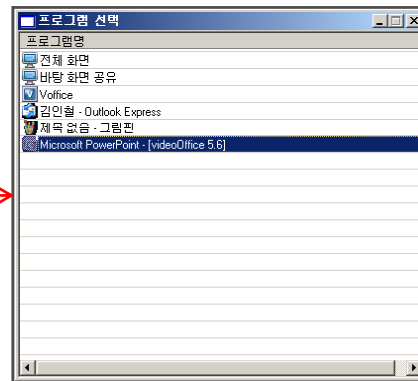 프로그램 선택
프로그램명
전체 화면
바탕 화면 공유
Voffice
김인철 - Outlook Express
제목 없음 - 그림판
Microsoft PowerPoint - [videoOffice 5.6]